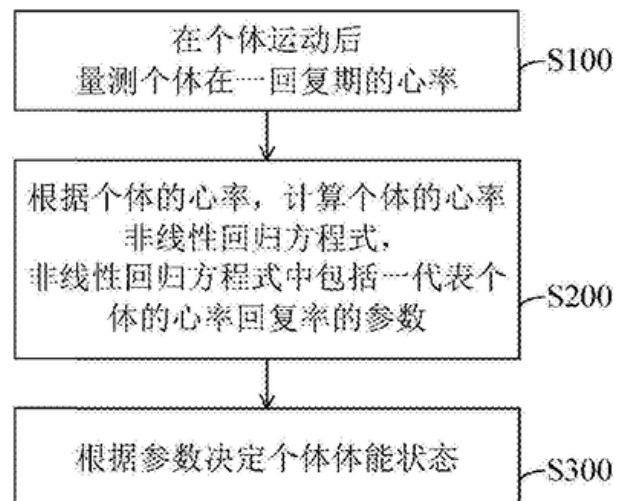 在个体运动后
量测个体在一回复期的心率
S100
根据个体的心率，计算个体的心率
非线性回归方程式，
非线性回归方程式中包括一代表个
体的心率回复率的参数
S200
根据参数决定个体体能状态
S300